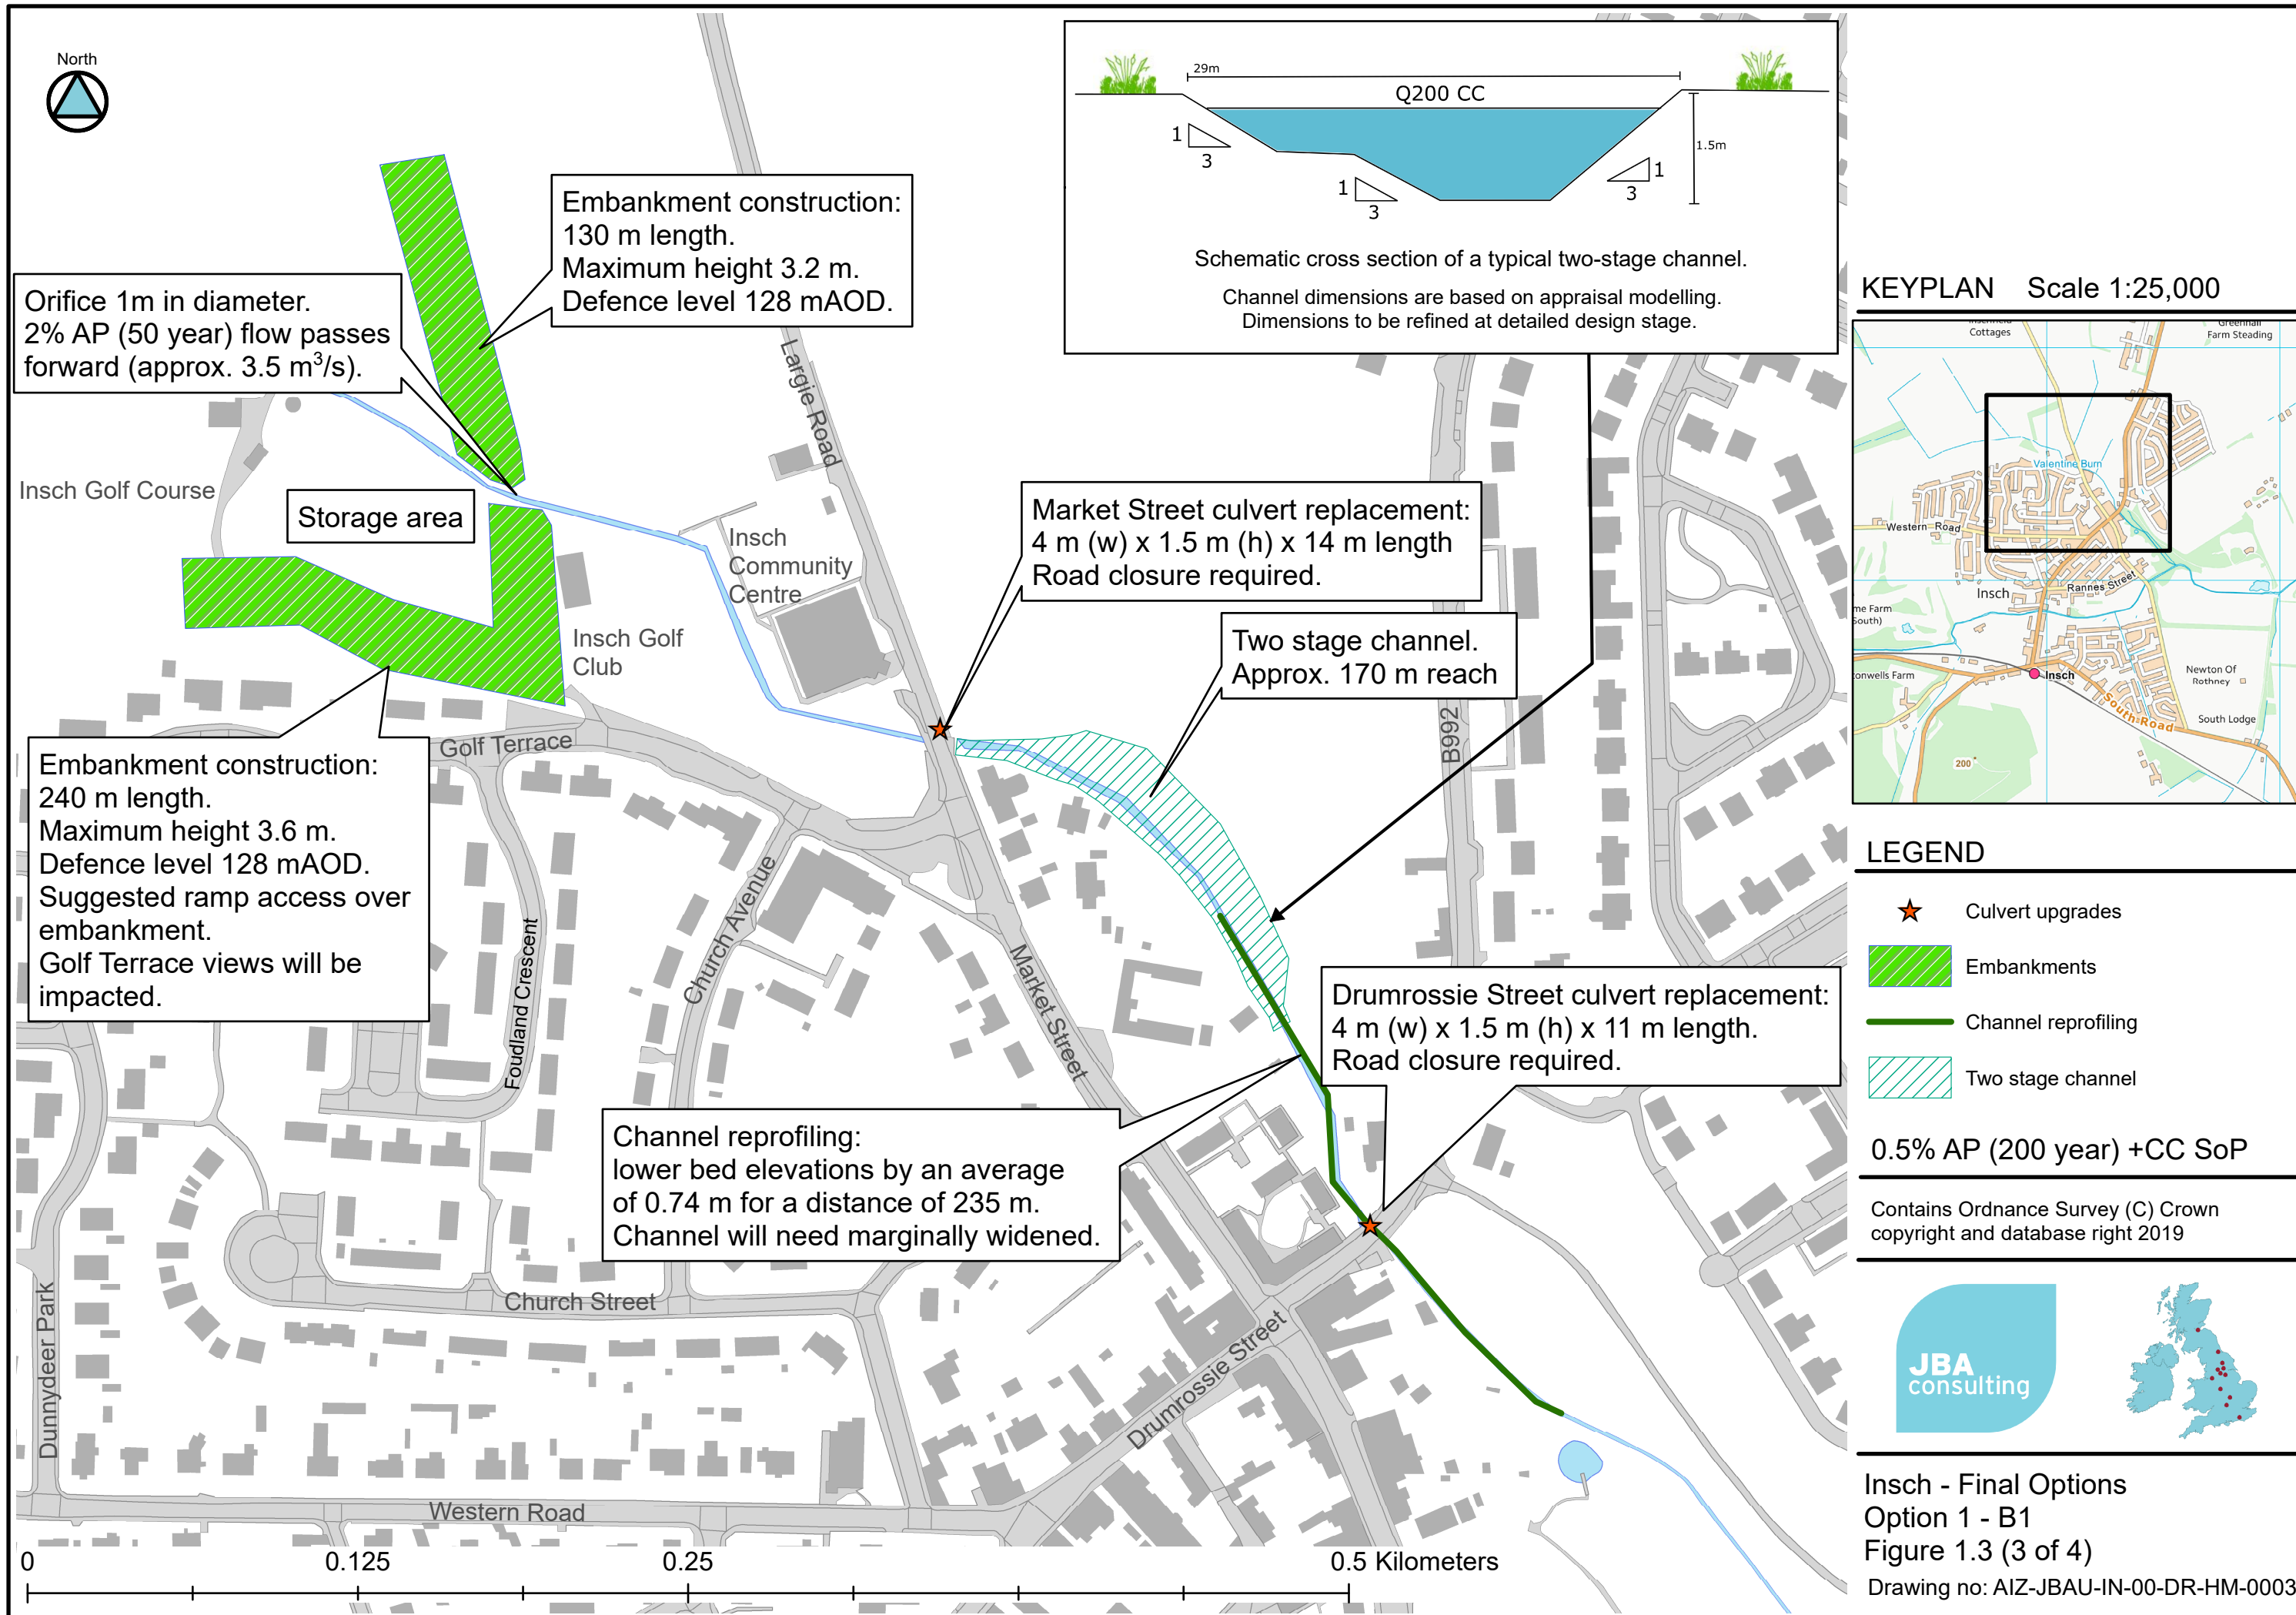 North
29m
Q200 CC
1
3
1
3
1
3
1.5m
Schematic cross section of a typical two-stage channel.
Channel dimensions are based on appraisal modelling.
Dimensions to be refined at detailed design stage.
Embankment construction:
130 m length.
Maximum height 3.2 m.
Defence level 128 mAOD.
Orifice 1m in diameter.
2% AP (50 year) flow passes
forward (approx. 3.5 m³/s).
Largie Road
Insch Golf Course
Storage area
Insch
Community
Centre
Market Street culvert replacement:
4 m (w) x 1.5 m (h) x 14 m length
Road closure required.
Insch Golf
Club
Two stage channel.
Approx. 170 m reach
B992
Golf Terrace
Embankment construction:
240 m length.
Maximum height 3.6 m.
Defence level 128 mAOD.
Suggested ramp access over
embankment.
Golf Terrace views will be
impacted.
Foudland Crescent
Church Avenue
Market Street
Drumrossie Street culvert replacement:
4 m (w) x 1.5 m (h) x 11 m length.
Road closure required.
Channel reprofiling:
lower bed elevations by an average
of 0.74 m for a distance of 235 m.
Channel will need marginally widened.
Church Street
Dunnydeer Park
Drumrossie Street
Western Road
0
0.125
0.25
0.5 Kilometers
KEYPLAN Scale 1:25,000
Cottages
Greenhall
Farm Steading
Valentine Burn
Western Road
Rannes Street
Insch
me Farm
South)
onwells Farm
Insch
Newton Of
Rothney
South Road
South Lodge
200
LEGEND
Culvert upgrades
Embankments
Channel reprofiling
Two stage channel
0.5% AP (200 year) +CC SoP
Contains Ordnance Survey (C) Crown
copyright and database right 2019
JBA
consulting
Insch - Final Options
Option 1 - B1
Figure 1.3 (3 of 4)
Drawing no: AIZ-JBAU-IN-00-DR-HM-0003